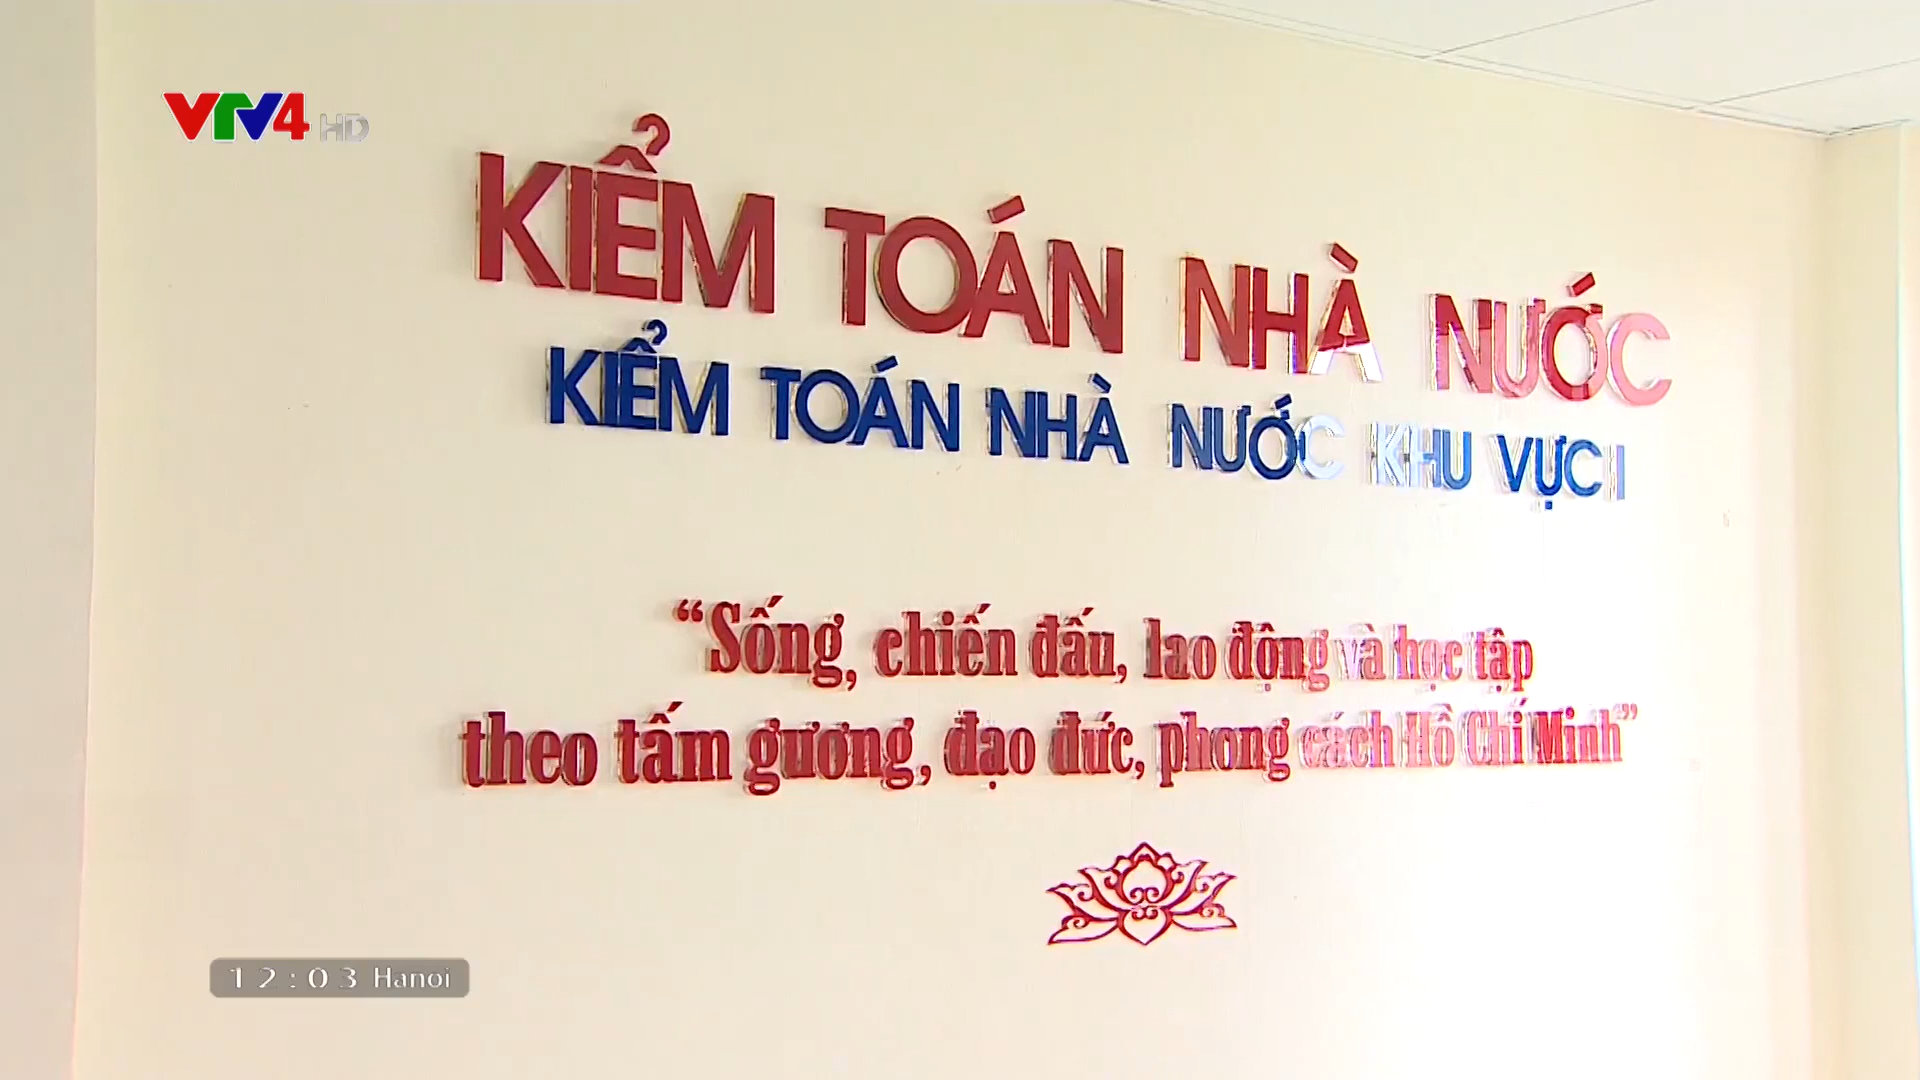 VTV4 HD
KIỂM TOÁN NHÀ NƯỚC
KIỂM TOÁN NHÀ NƯỚC KHU VỰC I
“Sống, chiến đấu, lao động và học tập
theo tấm gương, đạo đức, phong cách Hồ Chí Minh”
12:03 Hanoi